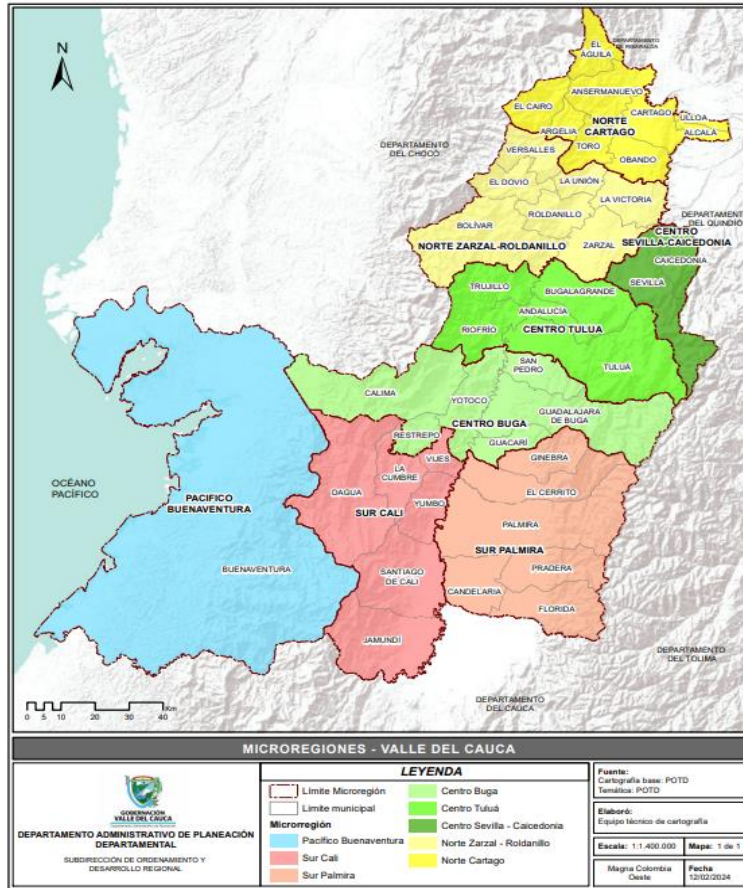 N
DEPARTAMENTO
DE RISARALDA
EL
ÁGUILA
ANSERMANUEVO
EL CAIRO
CARTAGO
ULLOA
NORTE
CARTAGO
ALCALÁ
ARGELIA
TORO
OBANDO
DEPARTAMENTO
DEL CHOCÓ
VERSALLES
EL DOVIO
LA UNIÓN
LA VICTORIA
ROLDANILLO
BOLÍVAR
NORTE ZARZAL-ROLDANILLO
ZARZAL
DEPARTAMENTO
DEL QUINDÍO
CENTRO
SEVILLA-CAICEDONIA
CAICEDONIA
SEVILLA
TRUJILLO
BUGALAGRANDE
ANDALUCÍA
RIOFRÍO
CENTRO TULUA
TULUÁ
SAN
PEDRO
CALIMA
YOTOCO
GUADALAJARA
DE BUGA
CENTRO BUGA
RESTREPO
GUACARÍ
VIJES
GINEBRA
LA
CUMBRE
OCÉANO
PACÍFICO
DAGUA
EL CERRITO
PACIFICO
BUENAVENTURA
YUMBO
SUR CALI
PALMIRA
SUR PALMIRA
BUENAVENTURA
SANTIAGO
DE CALI
PRADERA
CANDELARIA
FLORIDA
JAMUNDÍ
DEPARTAMENTO
DEL TOLIMA
DEPARTAMENTO
DEL CAUCA
0 5 10 20 30 40
Km
MICROREGIONES - VALLE DEL CAUCA
GOBERNACIÓN
VALLE DEL CAUCA
DEPARTAMENTO ADMINISTRATIVO DE PLANEACIÓN
DEPARTAMENTAL
SUBDIRECCIÓN DE ORDENAMIENTO Y
DESARROLLO REGIONAL
LEYENDA
Límite Microregión
Límite municipal
Microrregión
Pacífico Buenaventura
Sur Cali
Sur Palmira
Centro Buga
Centro Tuluá
Centro Sevilla - Caicedonia
Norte Zarzal - Roldanillo
Norte Cartago
Fuente:
Cartografía base: POTD
Temática: POTD
Elaboró:
Equipo técnico de cartografía
Escala: 1:1.400.000
Mapa: 1 de 1
Magna Colombia
Oeste
Fecha
12/02/2024